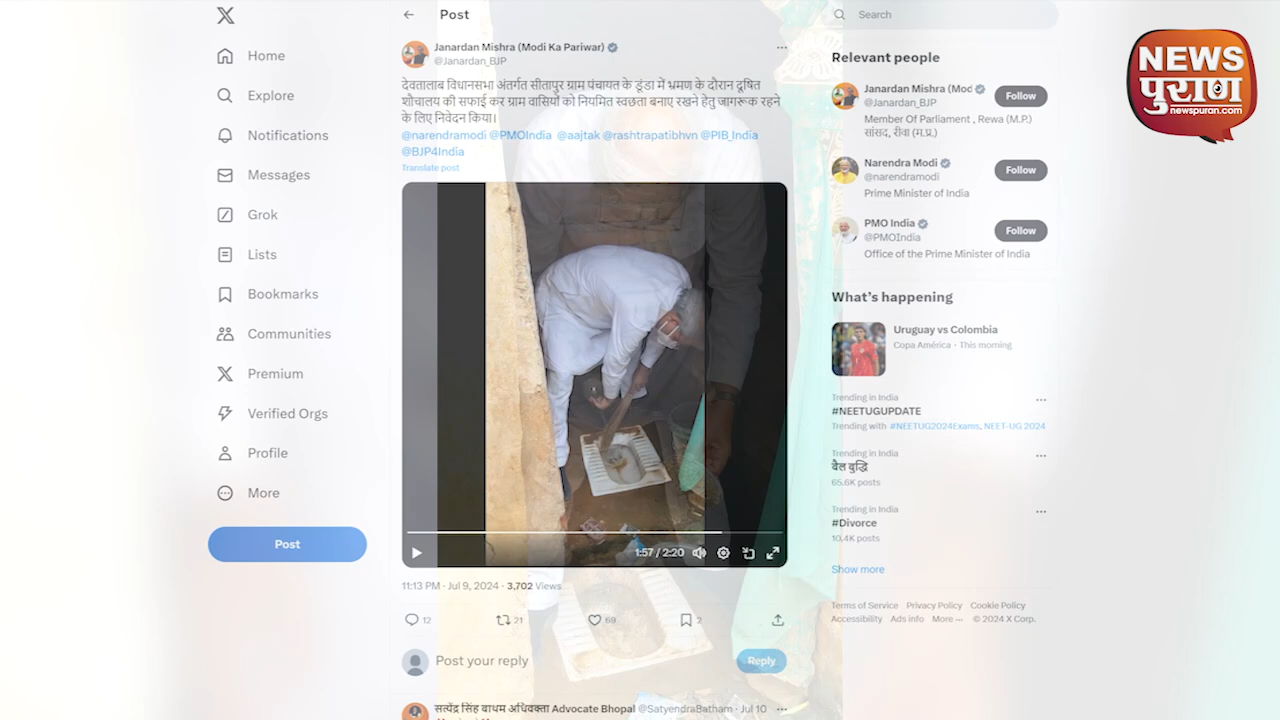 Home
Explore
Notifications
Messages
Grok
Lists
Bookmarks
Communities
Premium
Verified Orgs
Profile
More
Post
Post
Janardan Mishra (Modi Ka Pariwar)
@Janardan_BJP
देवतालाब विधानसभा अंतर्गत सीतापुर ग्राम पंचायत के डूंडा में भ्रमण के दौरान दूषित
शौचालय की सफाई कर ग्राम वासियों को नियमित स्वछता बनाए रखने हेतु जागरूक रहने
के लिए निवेदन किया।
@narendramodi @PMOIndia @aajtak @rashtrapatibhvn @PIB_India
@BJP4India
Translate post
1:57 / 2:20
11:13 PM · Jul 9, 2024 · 3,702 Views
12
21
69
2
Post your reply
Reply
सत्येंद्र सिंह बाथम अधिवक्ता Advocate Bhopal @SatyendraBatham · Jul 10
Search
Relevant people
Janardan Mishra (Mod
@Janardan_BJP
Follow
Member Of Parliament , Rewa (M.P.)
सांसद, रीवा (म.प्र.)
Narendra Modi
@narendramodi
Follow
Prime Minister of India
PMO India
@PMOIndia
Follow
Office of the Prime Minister of India
What's happening
Uruguay vs Colombia
Copa América · This morning
Trending in India
#NEETUGUPDATE
Trending with #NEETUG2024Exams, NEET-UG 2024
Trending in India
बैल बुद्धि
65.6K posts
Trending in India
#Divorce
10.4K posts
Show more
Terms of Service Privacy Policy Cookie Policy
Accessibility Ads info More ··· © 2024 X Corp.
NEWS
पुराण
newspuran.com